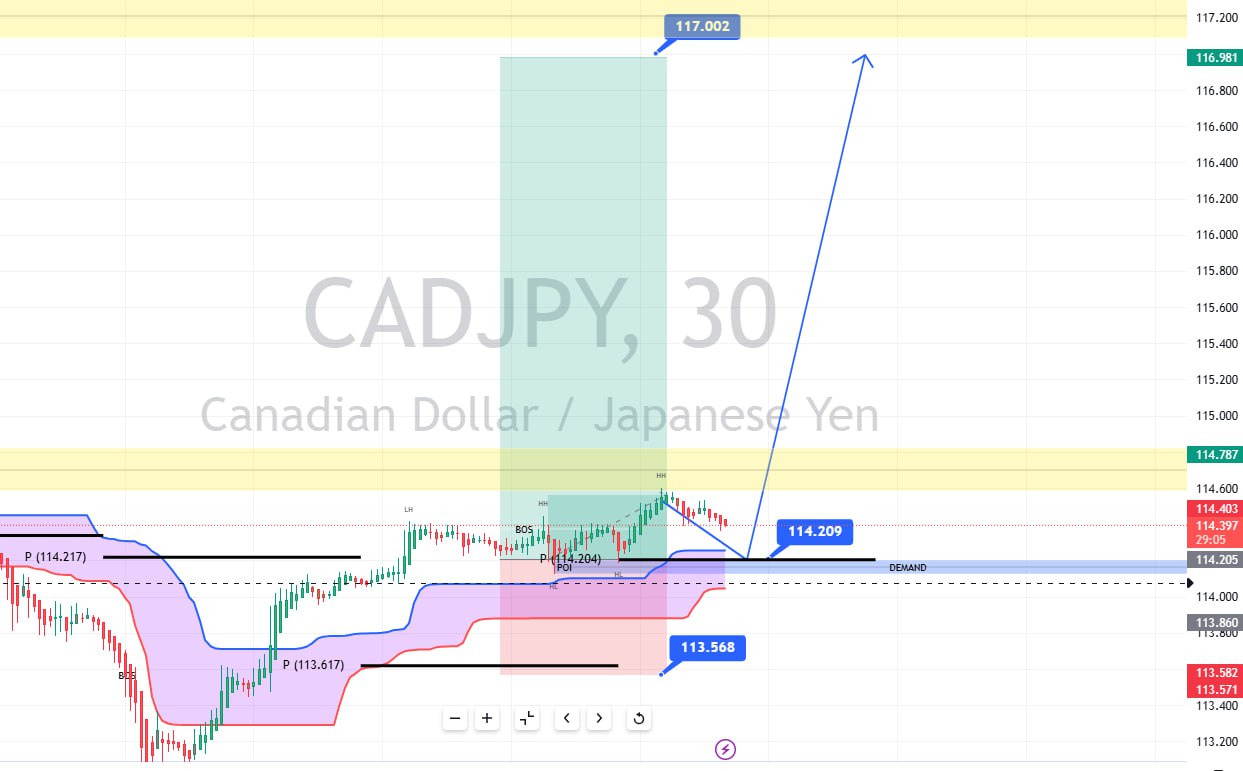 117.002
117.200
116.981
116.800
116.600
116.400
116.200
116.000
CADJPY, 30
115.800
115.600
115.400
115.200
Canadian Dollar / Japanese Yen
115.000
114.787
HH
114.600
LH
HH
114.403
BOS
114.397
114.209
29:05
P (114.217)
P (114.204)
114.205
POI
DEMAND
HL
HL
114.000
113.860
113.800
113.568
P (113.617)
BOS
113.582
113.571
113.400
113.200